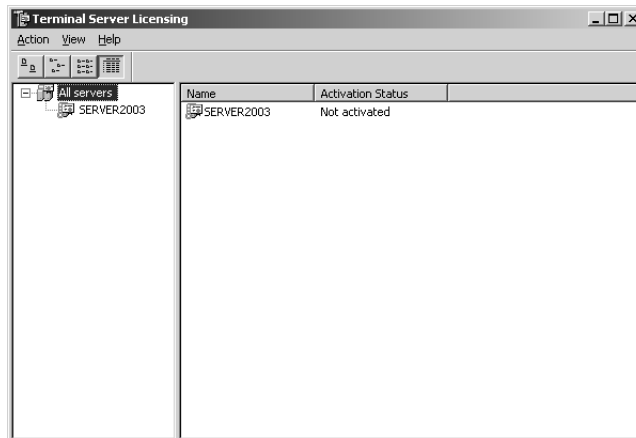 Terminal Server Licensing
Action View Help
All servers
SERVER2003
Name Activation Status
SERVER2003 Not activated